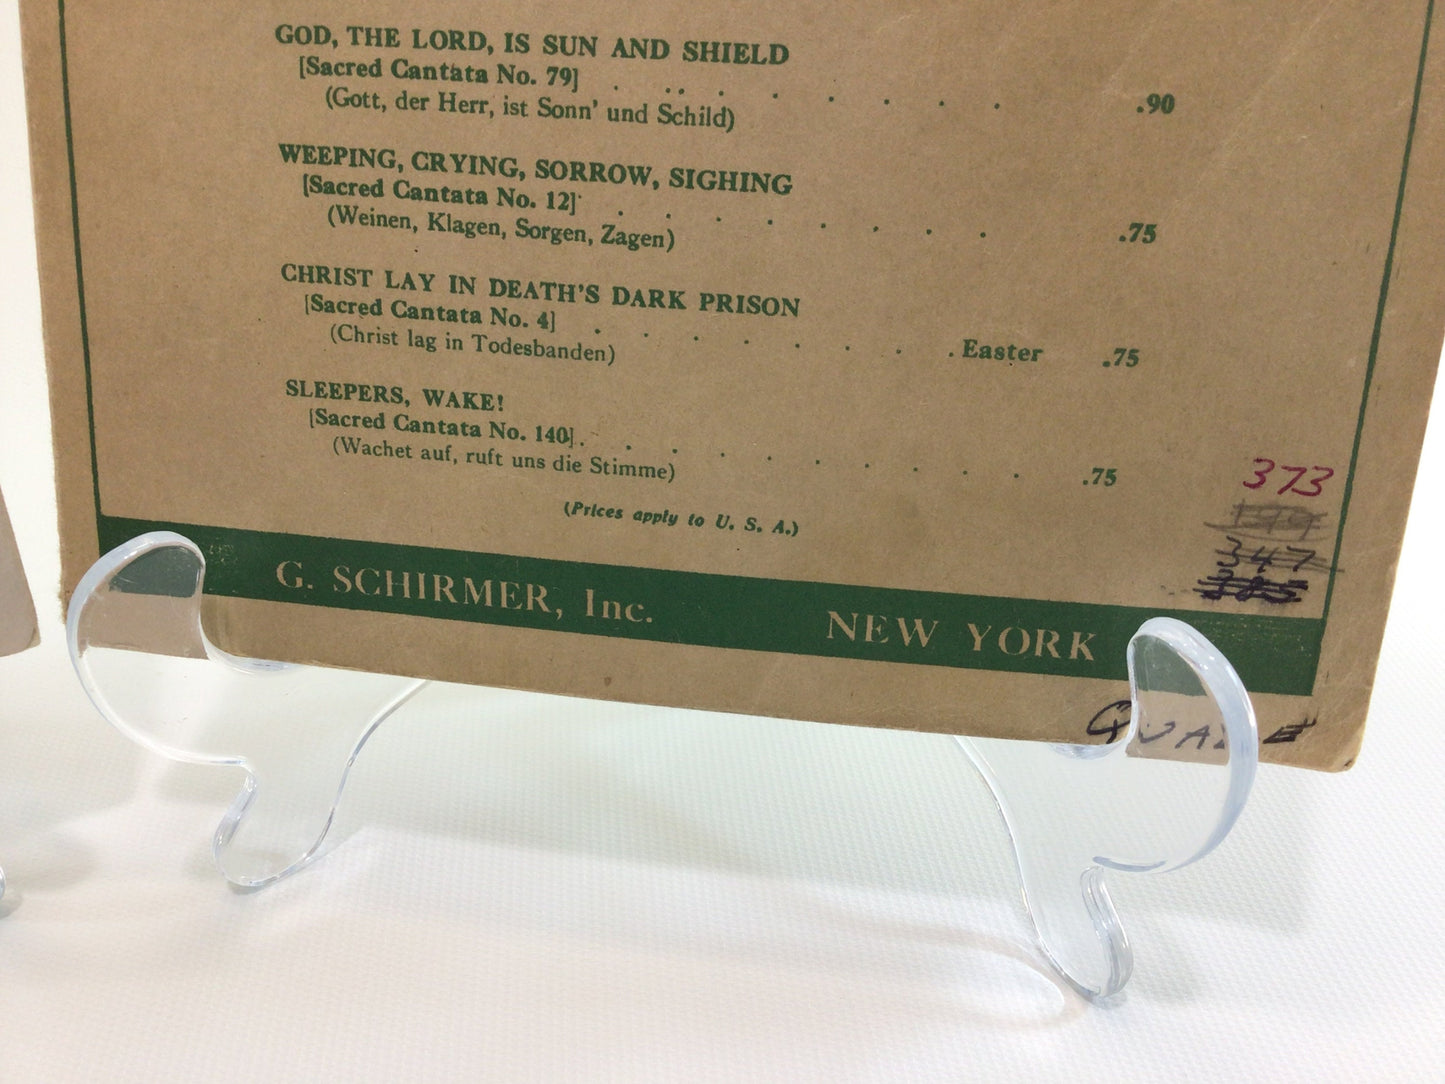 GOD, THE LORD, IS SUN AND SHIELD
[Sacred Cantata No. 79] . . . . . . . . . .90
(Gott, der Herr, ist Sonn' und Schild)
WEEPING, CRYING, SORROW, SIGHING
[Sacred Cantata No. 12] . . . . . . . . .75
(Weinen, Klagen, Sorgen, Zagen)
CHRIST LAY IN DEATH'S DARK PRISON
[Sacred Cantata No. 4] . . . . . . . . Easter .75
(Christ lag in Todesbanden)
SLEEPERS, WAKE!
[Sacred Cantata No. 140] . . . . . . . . . .75
(Wachet auf, ruft uns die Stimme)
(Prices apply to U. S. A.)
373
347
G. SCHIRMER, Inc. NEW YORK